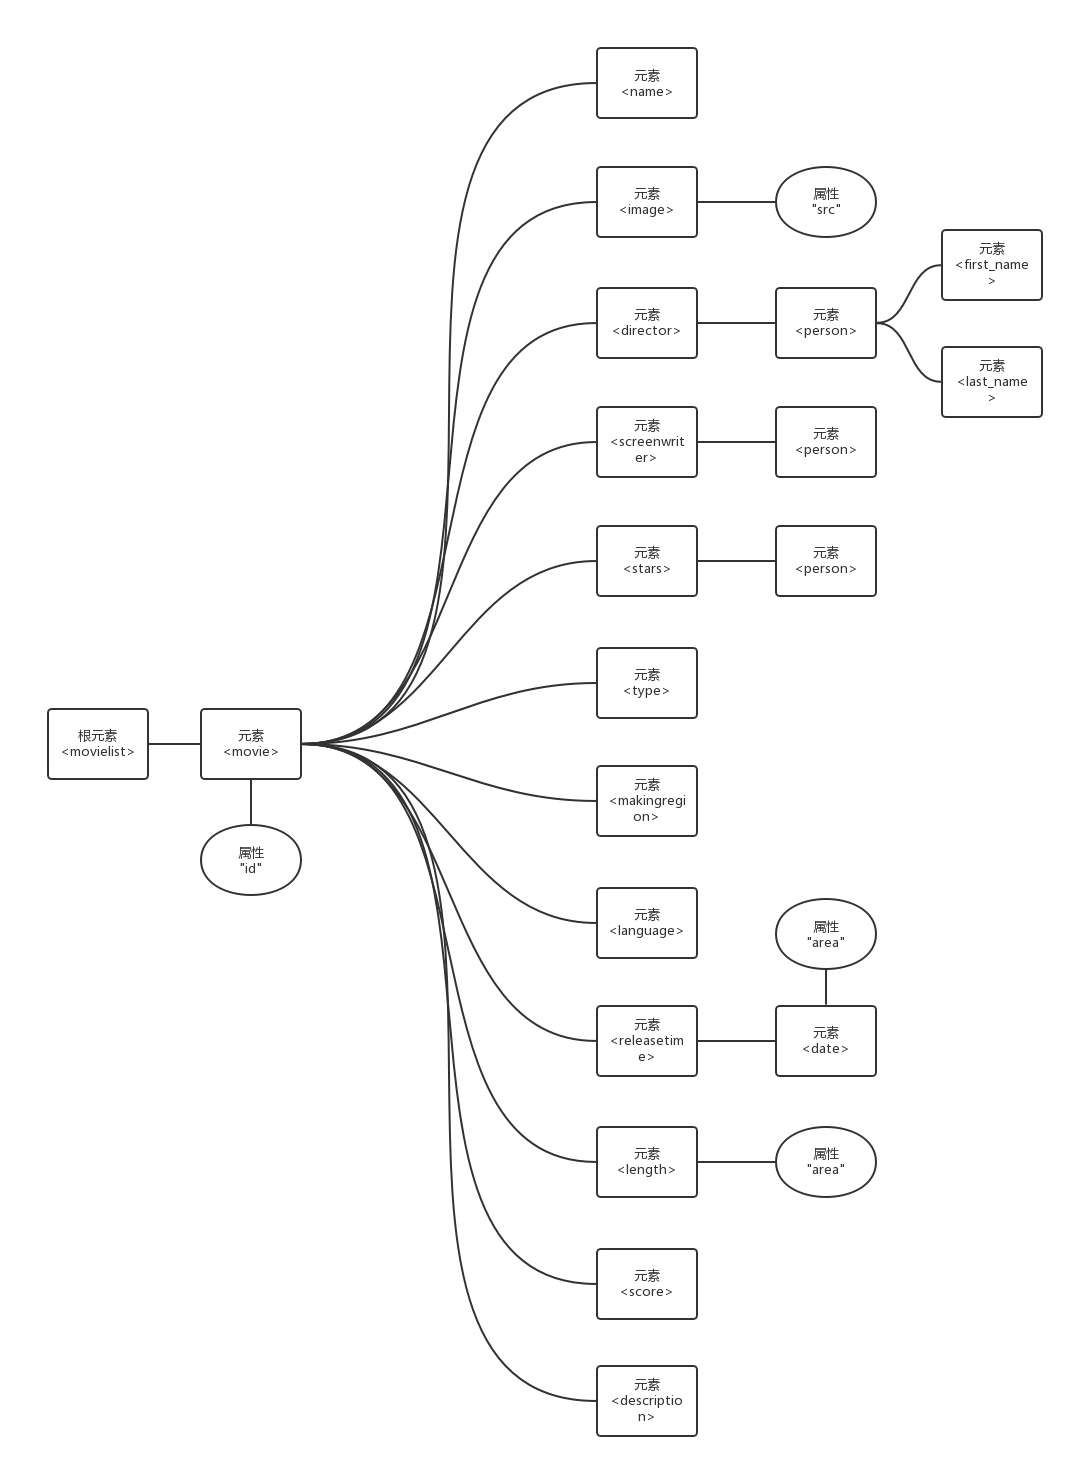 元素
<name>
元素
<image>
属性
"src"
元素
<first_name
>
元素
<director>
元素
<person>
元素
<last_name
>
元素
<screenwrit
er>
元素
<person>
元素
<stars>
元素
<person>
元素
<type>
根元素
<movielist>
元素
<movie>
元素
<makingregi
on>
属性
"id"
元素
<language>
属性
"area"
元素
<releasetim
e>
元素
<date>
元素
<length>
属性
"area"
元素
<score>
元素
<descriptio
n>